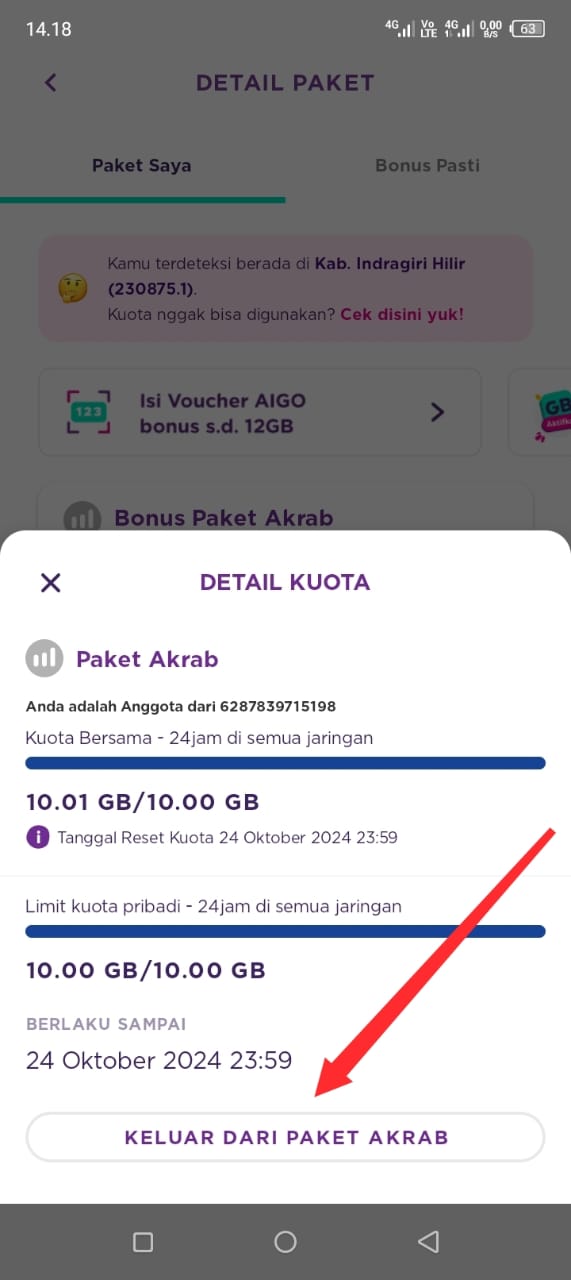 14.18
4G Vo LTE 4G 0,00 B/S 63
DETAIL PAKET
Paket Saya
Bonus Pasti
Kamu terdeteksi berada di Kab. Indragiri Hilir
(230875.1).
Kuota nggak bisa digunakan? Cek disini yuk!
123
Isi Voucher AIGO
bonus s.d. 12GB
GB
Bonus Paket Akrab
DETAIL KUOTA
Paket Akrab
Anda adalah Anggota dari 6287839715198
Kuota Bersama - 24jam di semua jaringan
10.01 GB/10.00 GB
i Tanggal Reset Kuota 24 Oktober 2024 23:59
Limit kuota pribadi - 24jam di semua jaringan
10.00 GB/10.00 GB
BERLAKU SAMPAI
24 Oktober 2024 23:59
KELUAR DARI PAKET AKRAB